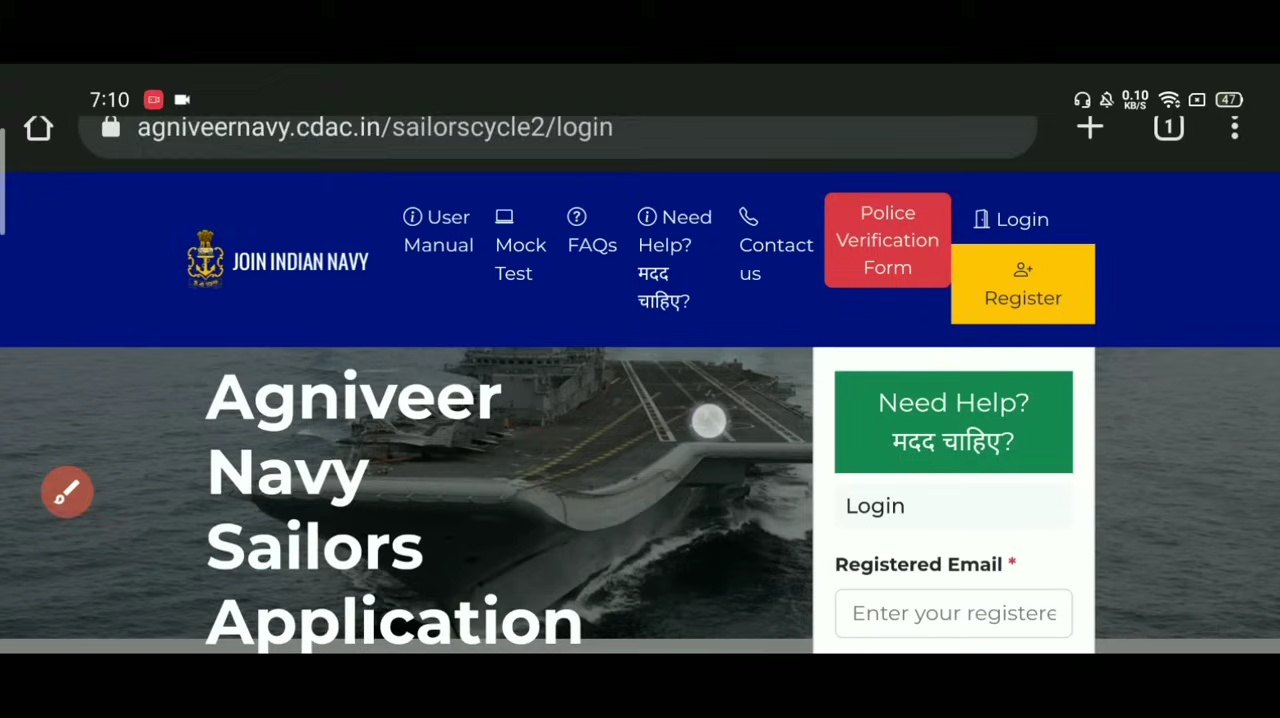 7:10
0.10
KB/S
47
agniveernavy.cdac.in/sailorscycle2/login
1
JOIN INDIAN NAVY
User
Manual
Mock
Test
FAQs
Need
Help?
मदद
चाहिए?
Contact
us
Police
Verification
Form
Login
Register
Agniveer
Navy
Sailors
Application
Need Help?
मदद चाहिए?
Login
Registered Email *
Enter your registere